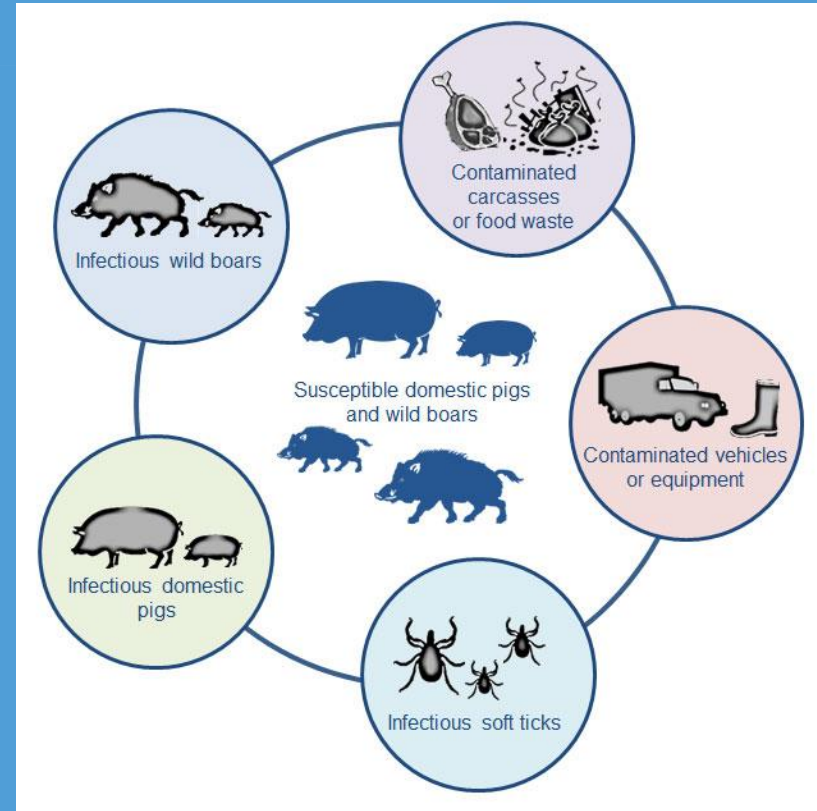 Contaminated
carcasses
or food waste
Infectious wild boars
Susceptible domestic pigs
and wild boars
Contaminated vehicles
or equipment
Infectious domestic
pigs
Infectious soft ticks